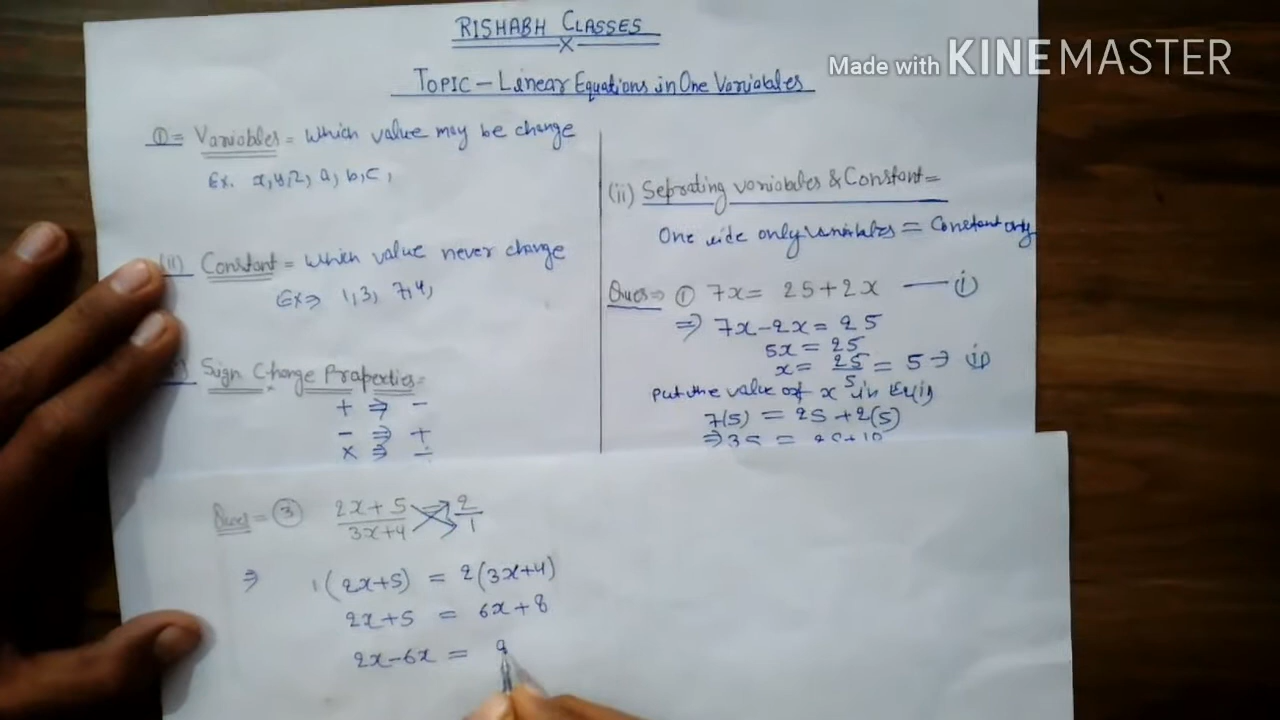 RISHABH CLASSES
x
Made with KINEMASTER
TOPIC - Linear Equations in One Variables
①= Variables = which value may be change
Ex. x, y, z, a, b, c,
(ii) Constant = which value never change
Ex ⇒ 1, 3, 7, 4,
Sign Change Properties =
+ ⇒ -
- ⇒ +
× ⇒ ÷
(ii) Seprating variables & Constant =
One side only variables = Constant only
Ques ⇒ ① 7x = 25 + 2x — (i)
⇒ 7x - 2x = 25
5x = 25
x = 25/5 = 5 → (ii)
put the value of x in Eq (i)
7(5) = 25 + 2(5)
⇒ 35 = 25 + 10
Ques = ③ (2x + 5)/(3x + 4) = 2/1
⇒ 1(2x + 5) = 2(3x + 4)
2x + 5 = 6x + 8
2x - 6x =